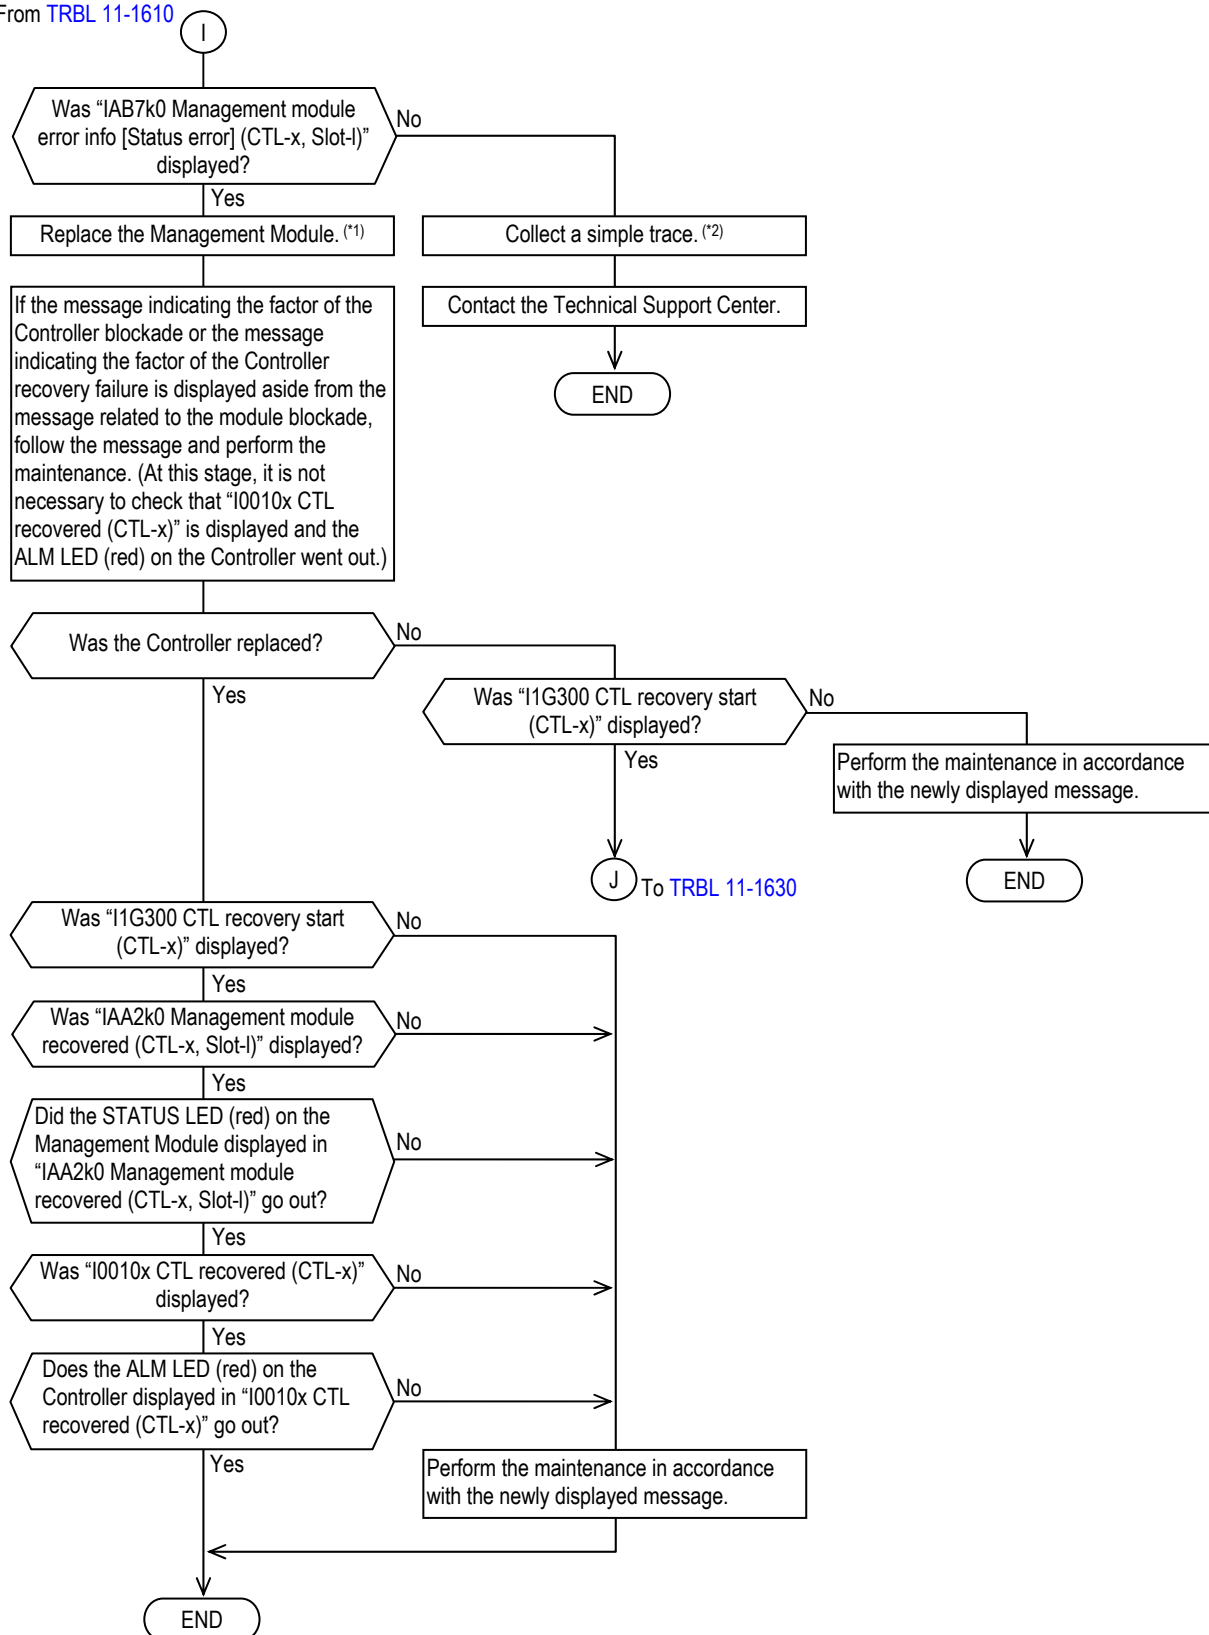 From TRBL 11-1610
I
Was “IAB7k0 Management module
error info [Status error] (CTL-x, Slot-l)”
displayed?
No
Yes
Replace the Management Module. (*1)
Collect a simple trace. (*2)
If the message indicating the factor of the
Controller blockade or the message
indicating the factor of the Controller
recovery failure is displayed aside from the
message related to the module blockade,
follow the message and perform the
maintenance. (At this stage, it is not
necessary to check that “I0010x CTL
recovered (CTL-x)” is displayed and the
ALM LED (red) on the Controller went out.)
Contact the Technical Support Center.
END
Was the Controller replaced?
No
Yes
Was “I1G300 CTL recovery start
(CTL-x)” displayed?
No
Yes
Perform the maintenance in accordance
with the newly displayed message.
END
J
To TRBL 11-1630
Was “I1G300 CTL recovery start
(CTL-x)” displayed?
No
Yes
Was “IAA2k0 Management module
recovered (CTL-x, Slot-l)” displayed?
No
Yes
Did the STATUS LED (red) on the
Management Module displayed in
“IAA2k0 Management module
recovered (CTL-x, Slot-l)” go out?
No
Yes
Was “I0010x CTL recovered (CTL-x)”
displayed?
No
Yes
Does the ALM LED (red) on the
Controller displayed in “I0010x CTL
recovered (CTL-x)” go out?
No
Yes
Perform the maintenance in accordance
with the newly displayed message.
END